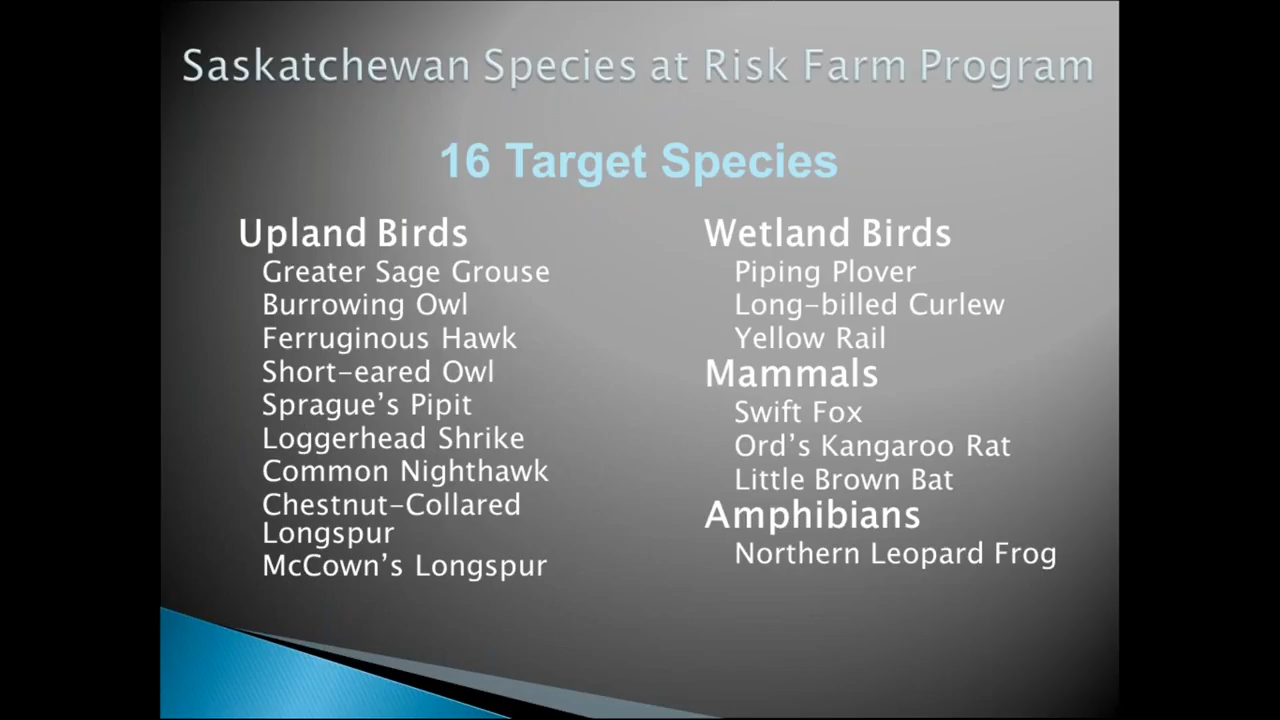 Saskatchewan Species at Risk Farm Program
16 Target Species
Upland Birds
Greater Sage Grouse
Burrowing Owl
Ferruginous Hawk
Short-eared Owl
Sprague’s Pipit
Loggerhead Shrike
Common Nighthawk
Chestnut-Collared
Longspur
McCown’s Longspur
Wetland Birds
Piping Plover
Long-billed Curlew
Yellow Rail
Mammals
Swift Fox
Ord’s Kangaroo Rat
Little Brown Bat
Amphibians
Northern Leopard Frog